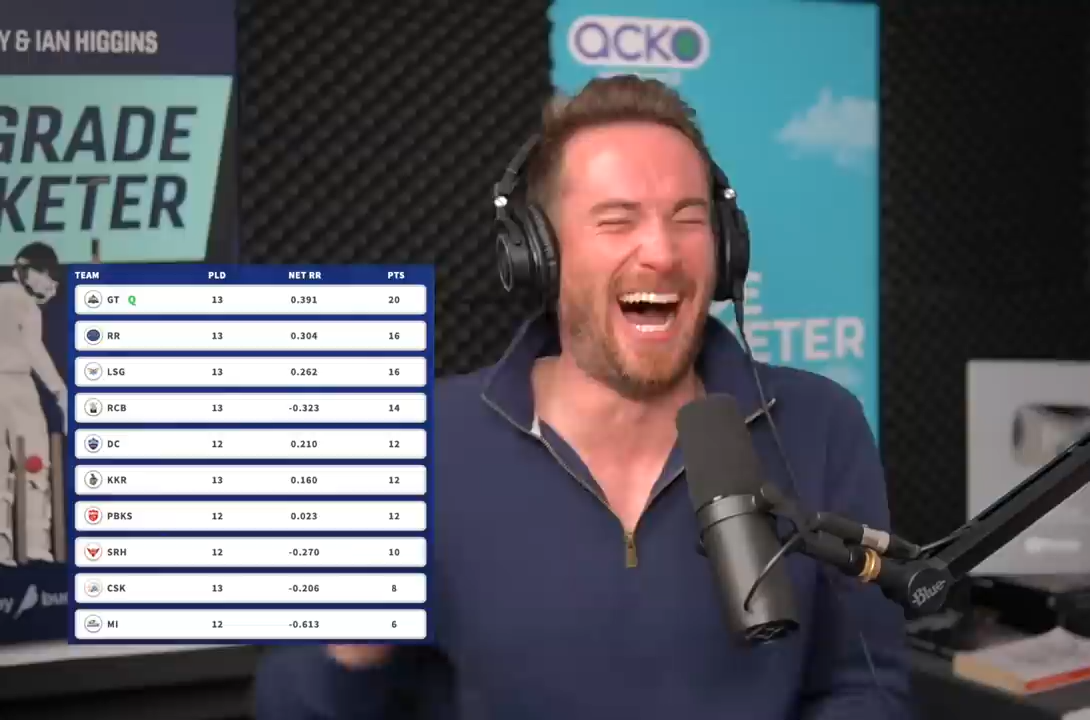 Y & IAN HIGGINS
GRADE
KETER
acko
TEAM PLD NET RR PTS
GT Q 13 0.391 20
RR 13 0.304 16
LSG 13 0.262 16
RCB 13 -0.323 14
DC 12 0.210 12
KKR 13 0.160 12
PBKS 12 0.023 12
SRH 12 -0.270 10
CSK 13 -0.206 8
MI 12 -0.613 6
ETER
Blue